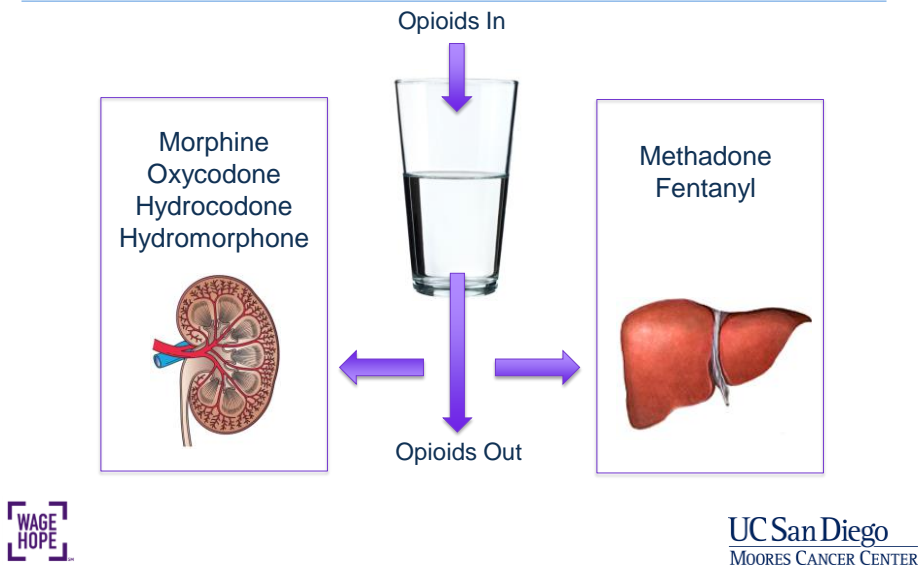 Opioids In
Morphine
Oxycodone
Hydrocodone
Hydromorphone
Methadone
Fentanyl
Opioids Out
WAGE
HOPE
UC San Diego
MOORES CANCER CENTER